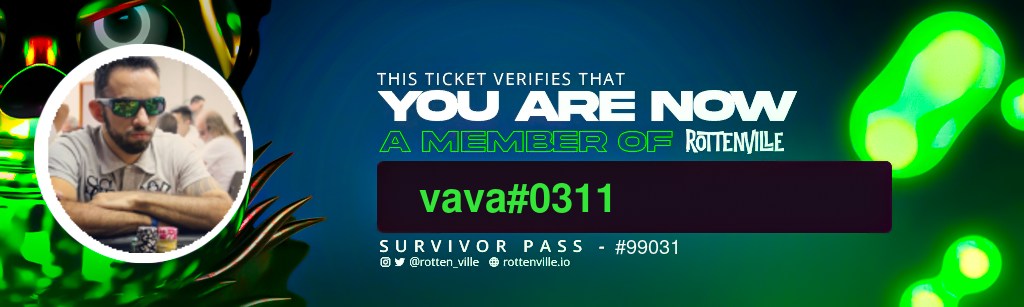 THIS TICKET VERIFIES THAT
YOU ARE NOW
A MEMBER OF ROTTENVILLE
vava#0311
SURVIVOR PASS - #99031
@rotten_ville rottenville.io